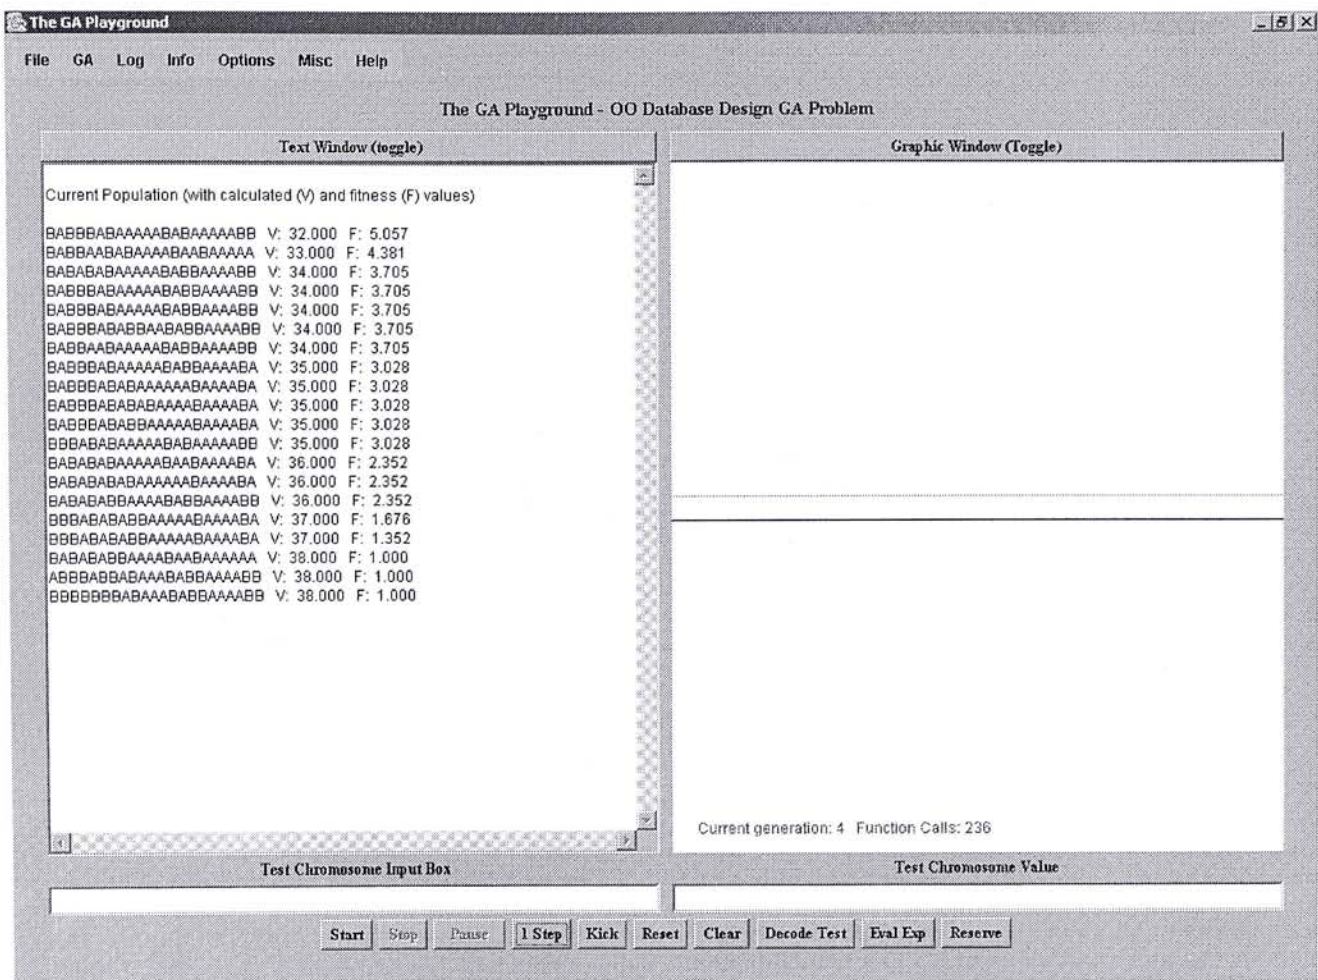 The GA Playground
File GA Log Info Options Misc Help
The GA Playground - OO Database Design GA Problem
Text Window (toggle)
Graphic Window (Toggle)
Current Population (with calculated (V) and fitness (F) values)
BABBBABAAAAABABAAAAABB V: 32.000 F: 5.057
BABBAABABAAAABAABAAAAA V: 33.000 F: 4.381
BABABABAAAAABABBAAAABB V: 34.000 F: 3.705
BABBBABAAAAABABBAAAABB V: 34.000 F: 3.705
BABBBABAAAAABABBAAAABB V: 34.000 F: 3.705
BABBBABABBAABABBAAAABB V: 34.000 F: 3.705
BABBAABAAAAABABBAAAABB V: 34.000 F: 3.705
BABBBABAAAAABABBAAAABA V: 35.000 F: 3.028
BABBBABABAAAAAABAAAABA V: 35.000 F: 3.028
BABBBABABABAAAABAAAABA V: 35.000 F: 3.028
BABBBABABBAAAAABAAAABA V: 35.000 F: 3.028
BBBABABAAAAABABAAAAABB V: 35.000 F: 3.028
BABABABAAAAABAABAAAABA V: 36.000 F: 2.352
BABABABABAAAAAABAAAABA V: 36.000 F: 2.352
BABABABBAAAABABBAAAABB V: 36.000 F: 2.352
BBBABABABBAAAAABAAAABA V: 37.000 F: 1.676
BBBABABABBAAAAABAAAABA V: 37.000 F: 1.352
BABABABBAAAABAABAAAAAA V: 38.000 F: 1.000
ABBBABBABAAABABBAAAABB V: 38.000 F: 1.000
BBBBBBBABAAABABBAAAABB V: 38.000 F: 1.000
Current generation: 4 Function Calls: 236
Test Chromosome Input Box
Test Chromosome Value
Start Stop Pause 1 Step Kick Reset Clear Decode Test Eval Exp Reserve